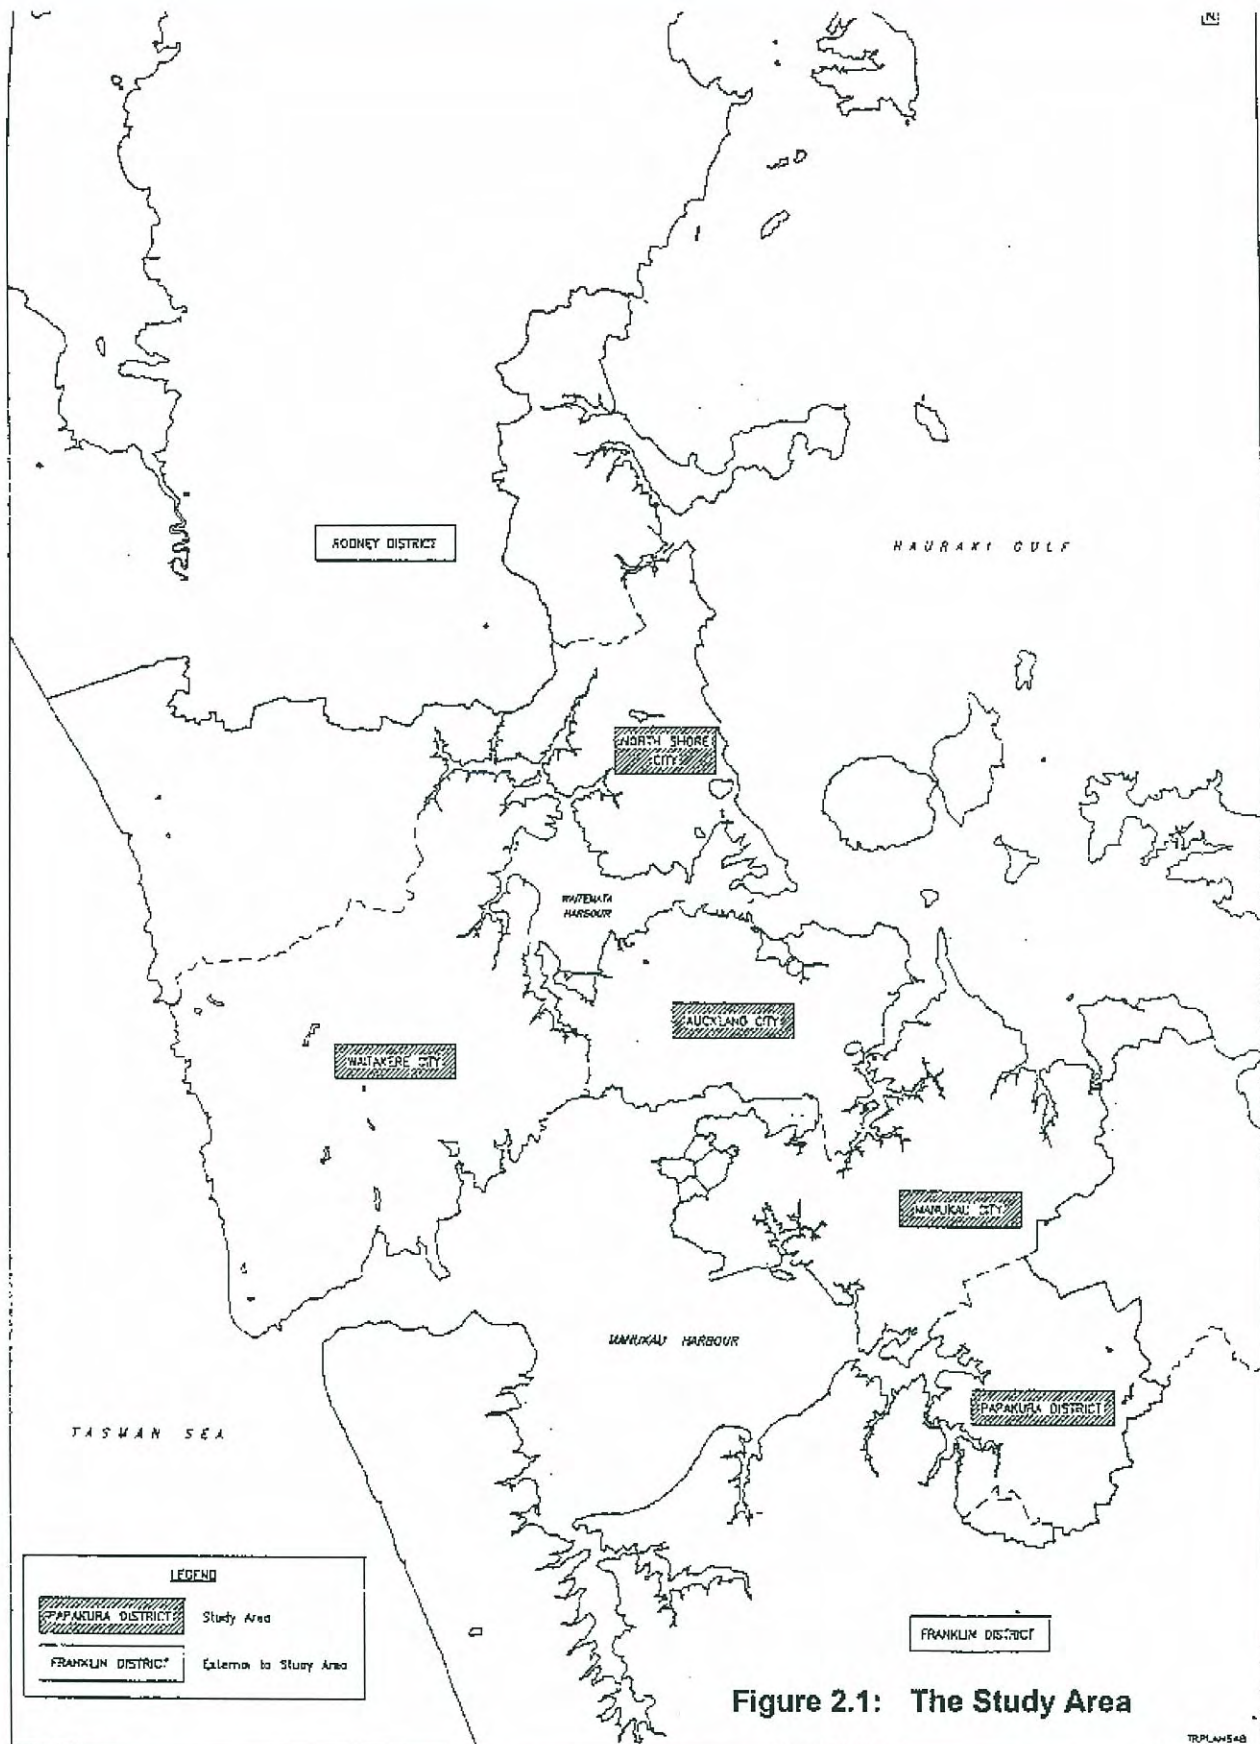 N
RODNEY DISTRICT
HAURAKI GULF
NORTH SHORE
CITY
WAITEMATA
HARBOUR
AUCKLAND CITY
WAITAKERE CITY
MANUKAU CITY
MANUKAU HARBOUR
PAPAKURA DISTRICT
TASMAN SEA
LEGEND
PAPAKURA DISTRICT Study Area
FRANKLIN DISTRICT External to Study Area
FRANKLIN DISTRICT
Figure 2.1: The Study Area
TRPLAN54B